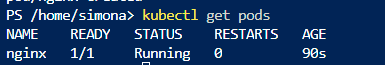 PS /home/simona> kubectl get pods
NAME READY STATUS RESTARTS AGE
nginx 1/1 Running 0 90s